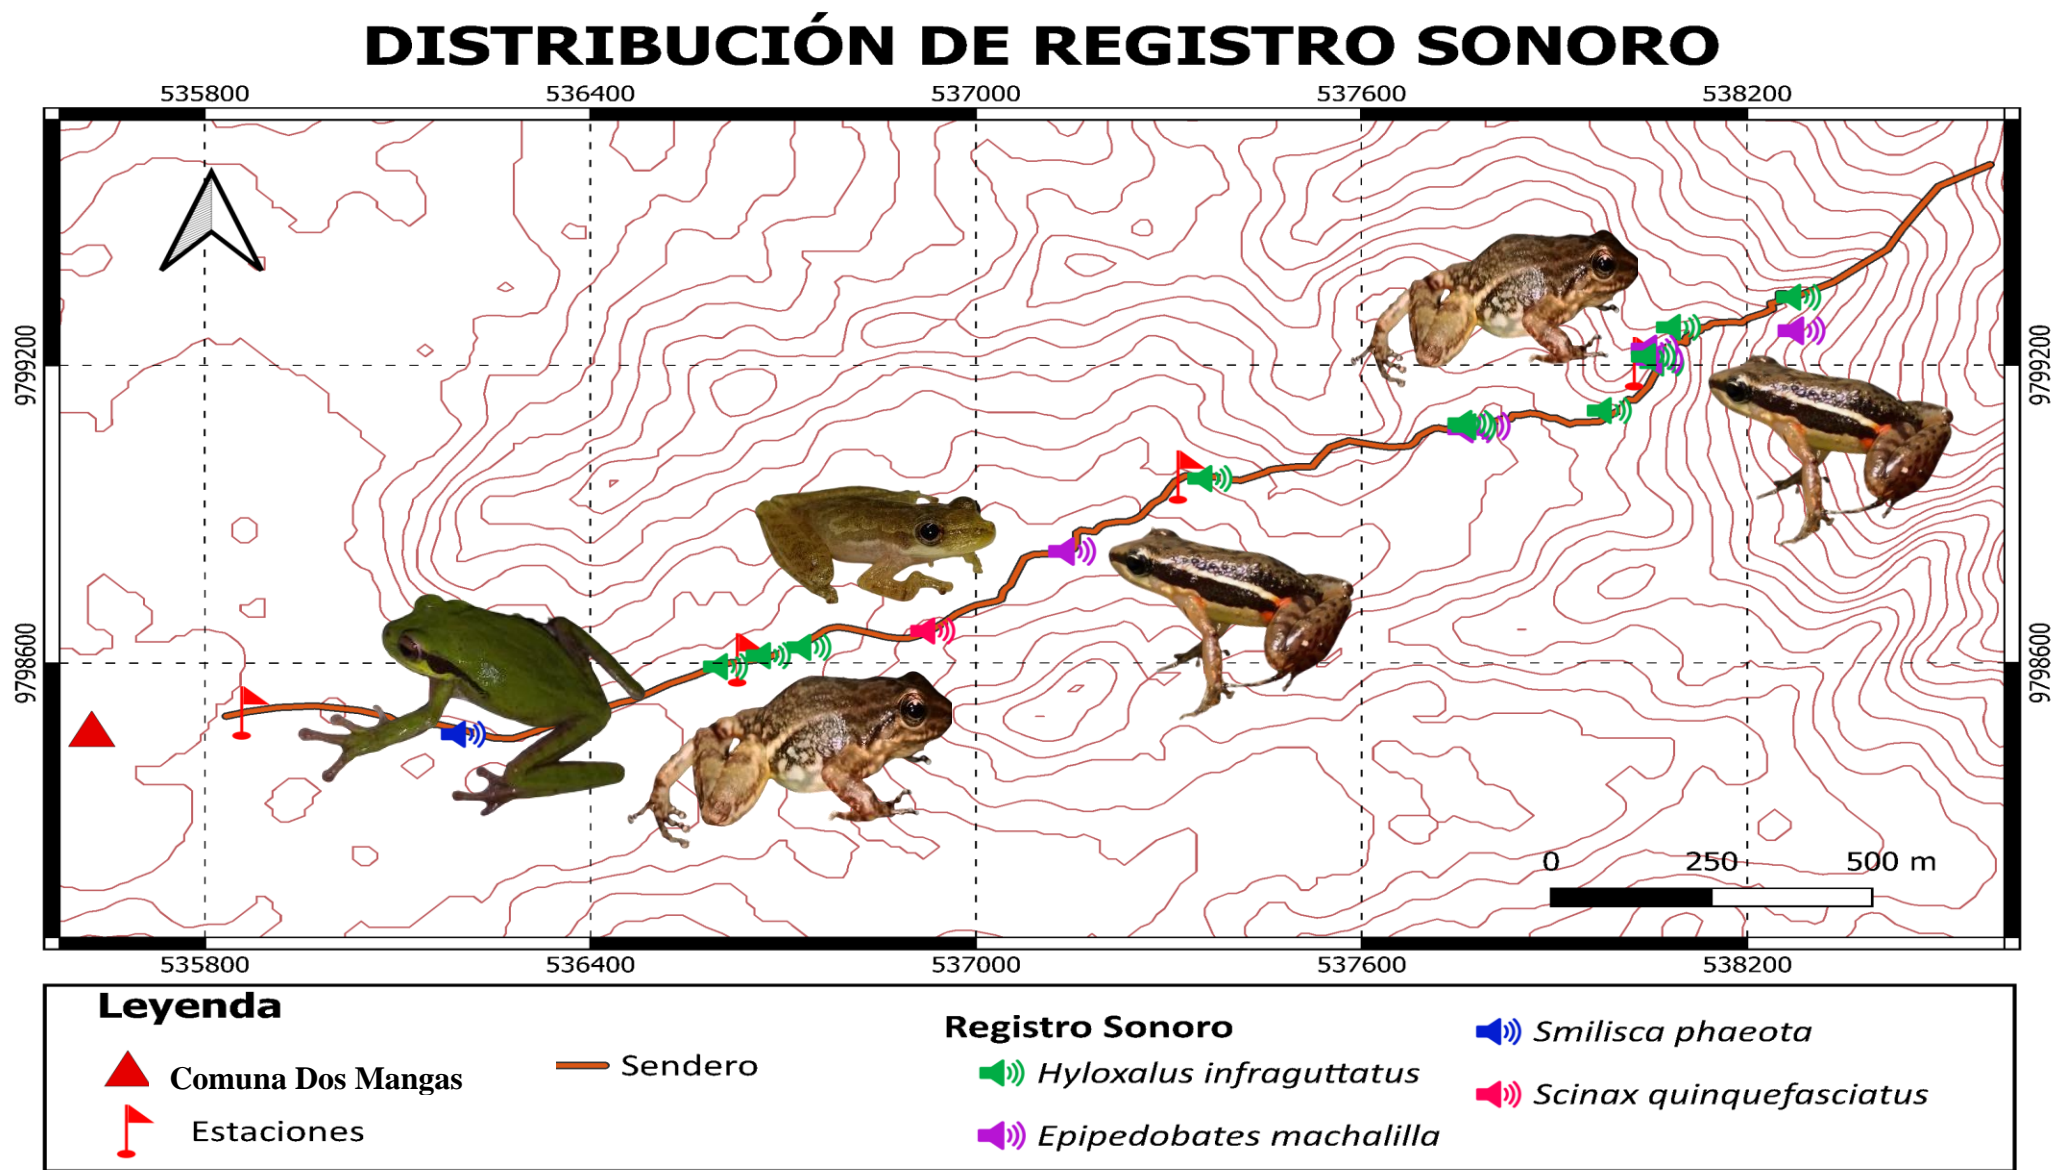 DISTRIBUCIÓN DE REGISTRO SONORO
535800 536400 537000 537600 538200
9799200 9799200
9798600 9798600
0 250 500 m
535800 536400 537000 537600 538200
Leyenda
Comuna Dos Mangas
Estaciones
Sendero
Registro Sonoro
Hyloxalus infraguttatus
Epipedobates machalilla
Smilisca phaeota
Scinax quinquefasciatus